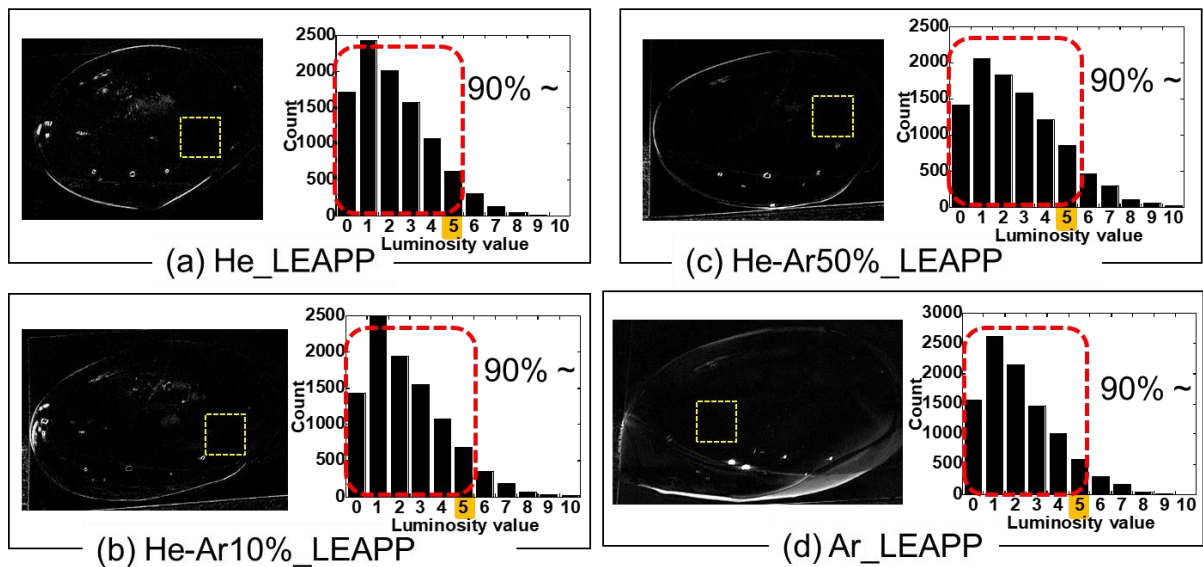 2500
2000
1500
1000
500
0
Count
90% ~
0 1 2 3 4 5 6 7 8 9 10
Luminosity value
(a) He_LEAPP
2500
2000
1500
1000
500
0
Count
90% ~
0 1 2 3 4 5 6 7 8 9 10
Luminosity value
(c) He-Ar50%_LEAPP
2500
2000
1500
1000
500
0
Count
90% ~
0 1 2 3 4 5 6 7 8 9 10
Luminosity value
(b) He-Ar10%_LEAPP
3000
2500
2000
1500
1000
500
0
Count
90% ~
0 1 2 3 4 5 6 7 8 9 10
Luminosity value
(d) Ar_LEAPP